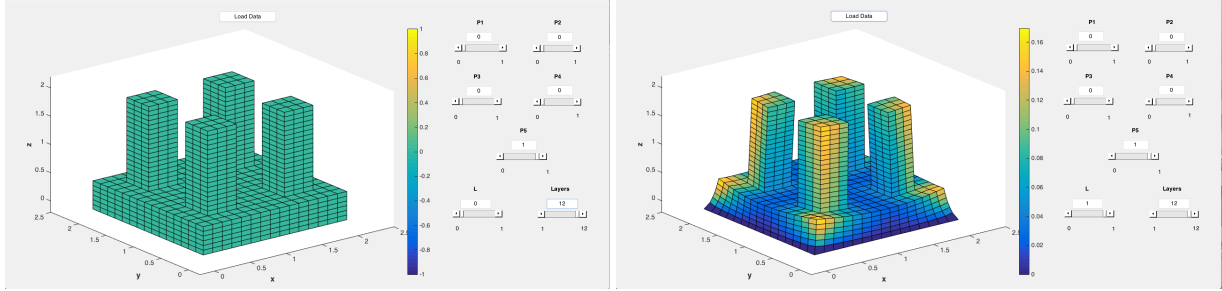 Load Data
P1 P2
0 0
0 1 0 1
P3 P4
0 0
0 1 0 1
P5
1
0 1
L Layers
0 12
0 1 1 12
1
0.8
0.6
0.4
0.2
0
-0.2
-0.4
-0.6
-0.8
-1
z
2
1.5
1
0.5
0
2.5
2
1.5
1
0.5
0
y
0
0.5
1
1.5
2
2.5
x
Load Data
P1 P2
0 0
0 1 0 1
P3 P4
0 0
0 1 0 1
P5
1
0 1
L Layers
1 12
0 1 1 12
0.16
0.14
0.12
0.1
0.08
0.06
0.04
0.02
0
z
2
1.5
1
0.5
0
2.5
2
1.5
1
0.5
0
y
0
0.5
1
1.5
2
2.5
x